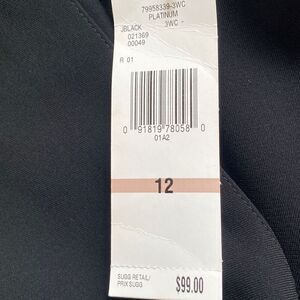 79958339-3WC
PLATINUM
JBLACK 3WC -
021369
00049
R 01
0 91819 78058 0
01A2
12
SUGG RETAIL/
PRIX SUGG $99.00